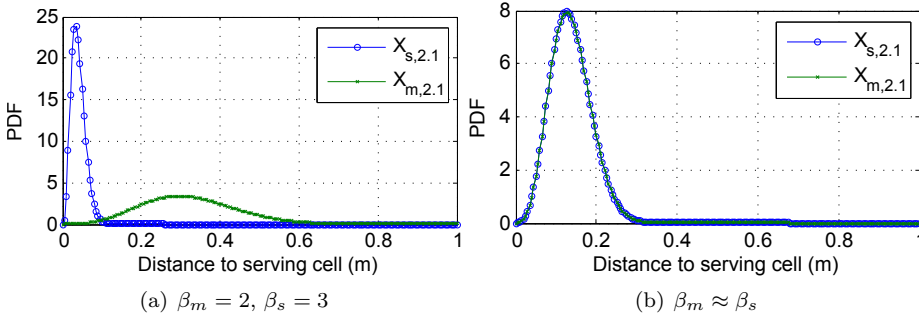 25
20
15
10
5
0
PDF
X_{s,2.1}
X_{m,2.1}
0 0.2 0.4 0.6 0.8 1
Distance to serving cell (m)
(a) β_m = 2, β_s = 3
8
6
4
2
0
PDF
X_{s,2.1}
X_{m,2.1}
0 0.2 0.4 0.6 0.8 1
Distance to serving cell (m)
(b) β_m ≈ β_s